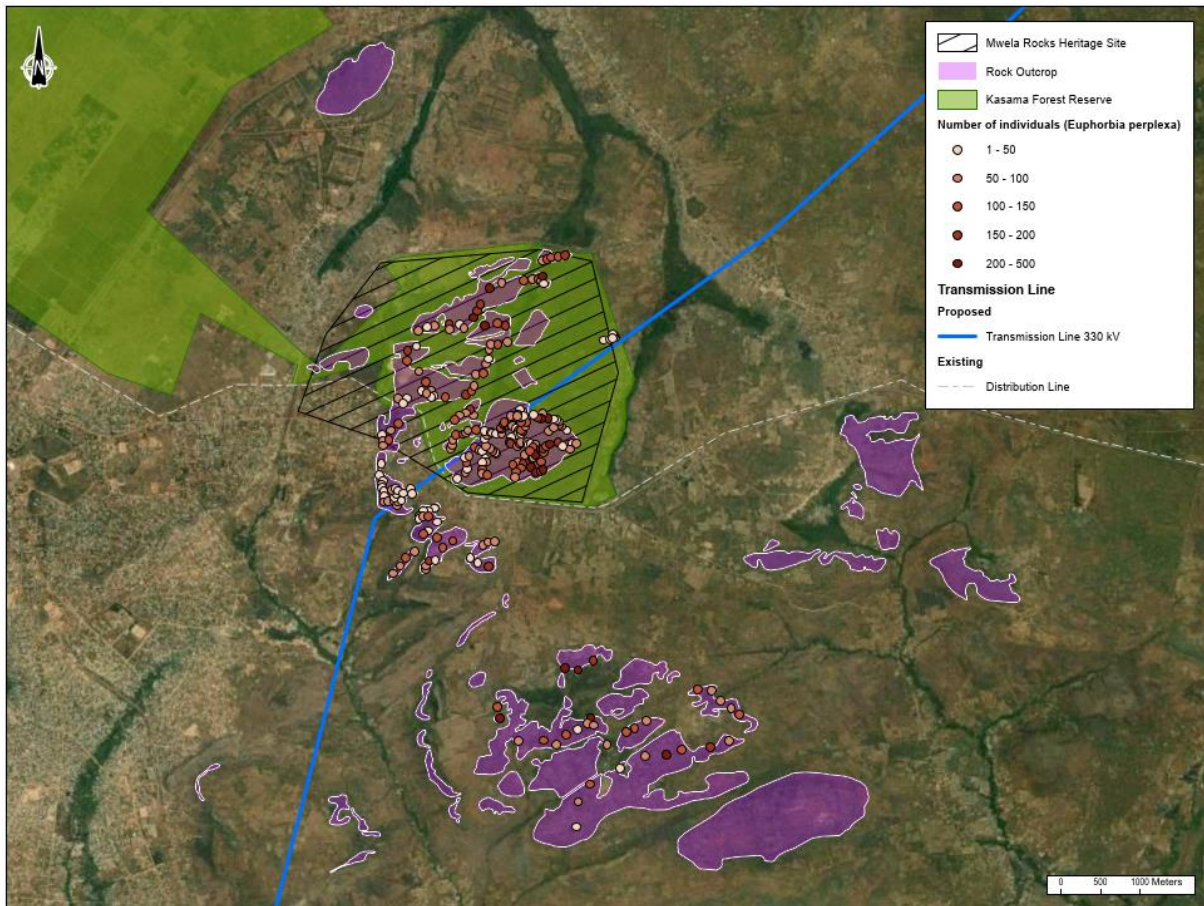 N
Mwela Rocks Heritage Site
Rock Outcrop
Kasama Forest Reserve
Number of individuals (Euphorbia perplexa)
1 - 50
50 - 100
100 - 150
150 - 200
200 - 500
Transmission Line
Proposed
Transmission Line 330 kV
Existing
Distribution Line
0 500 1000 Meters